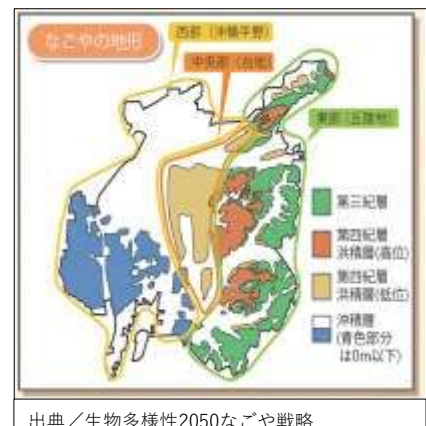 なごやの地形
西部（沖積平野）
中央部（台地）
東部（丘陵地）
第三紀層
第四紀層
洪積層(高位)
第四紀層
洪積層(低位)
沖積層
(青色部分
は0m以下)
出典／生物多様性2050なごや戦略